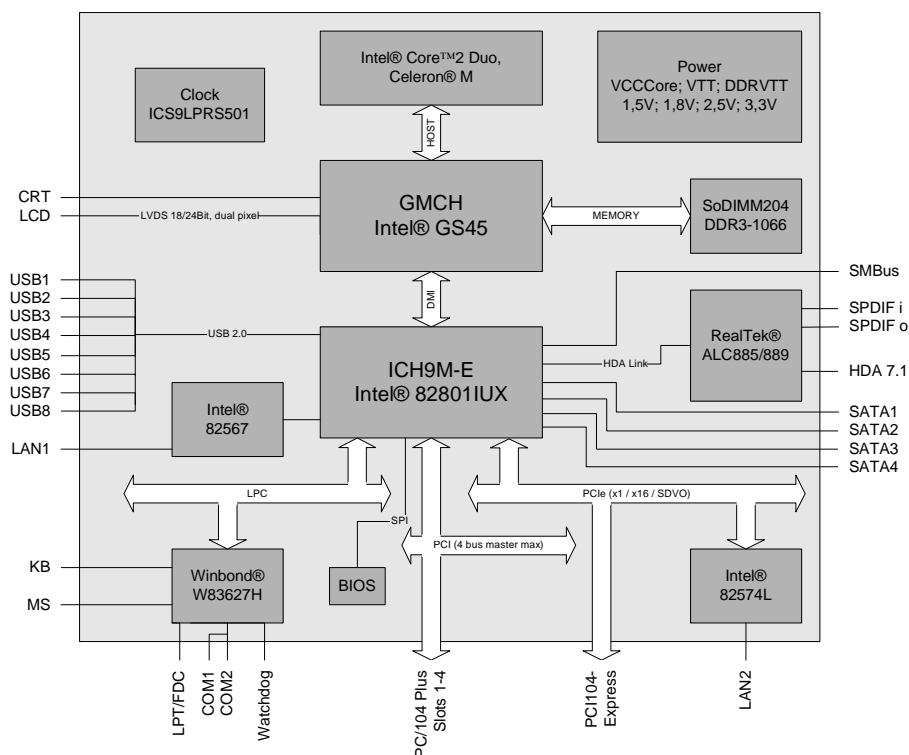 Intel® Core™2 Duo,
Celeron® M
Power
VCCCore; VTT; DDRVTT
1,5V; 1,8V; 2,5V; 3,3V
Clock
ICS9LPRS501
HOST
CRT
LCD
LVDS 18/24Bit, dual pixel
GMCH
Intel® GS45
MEMORY
SoDIMM204
DDR3-1066
DMI
SMBus
USB1
USB2
USB3
USB4
USB5
USB6
USB7
USB8
USB 2.0
ICH9M-E
Intel® 82801IUX
HDA Link
RealTek®
ALC885/889
SPDIF i
SPDIF o
HDA 7.1
SATA1
SATA2
SATA3
SATA4
Intel®
82567
LAN1
LPC
PCIe (x1 / x16 / SDVO)
SPI
PCI (4 bus master max)
KB
MS
Winbond®
W83627H
BIOS
Intel®
82574L
LPT/FDC
COM1
COM2
Watchdog
PC/104 Plus
Slots 1-4
PCI104-
Express
LAN2